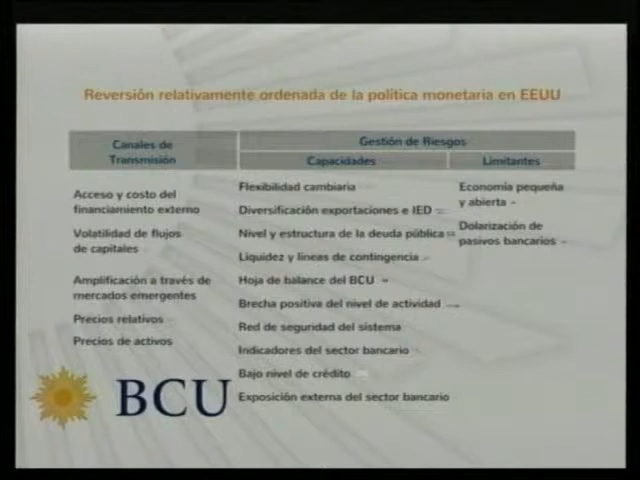 Reversión relativamente ordenada de la política monetaria en EEUU
Canales de
Transmisión
Gestión de Riesgos
Capacidades
Limitantes
Acceso y costo del
financiamiento externo
Volatilidad de flujos
de capitales
Amplificación a través de
mercados emergentes
Precios relativos
Precios de activos
Flexibilidad cambiaria
Diversificación exportaciones e IED
Nivel y estructura de la deuda pública
Liquidez y líneas de contingencia
Hoja de balance del BCU
Brecha positiva del nivel de actividad
Red de seguridad del sistema
Indicadores del sector bancario
Bajo nivel de crédito
Exposición externa del sector bancario
Economía pequeña
y abierta
Dolarización de
pasivos bancarios
BCU